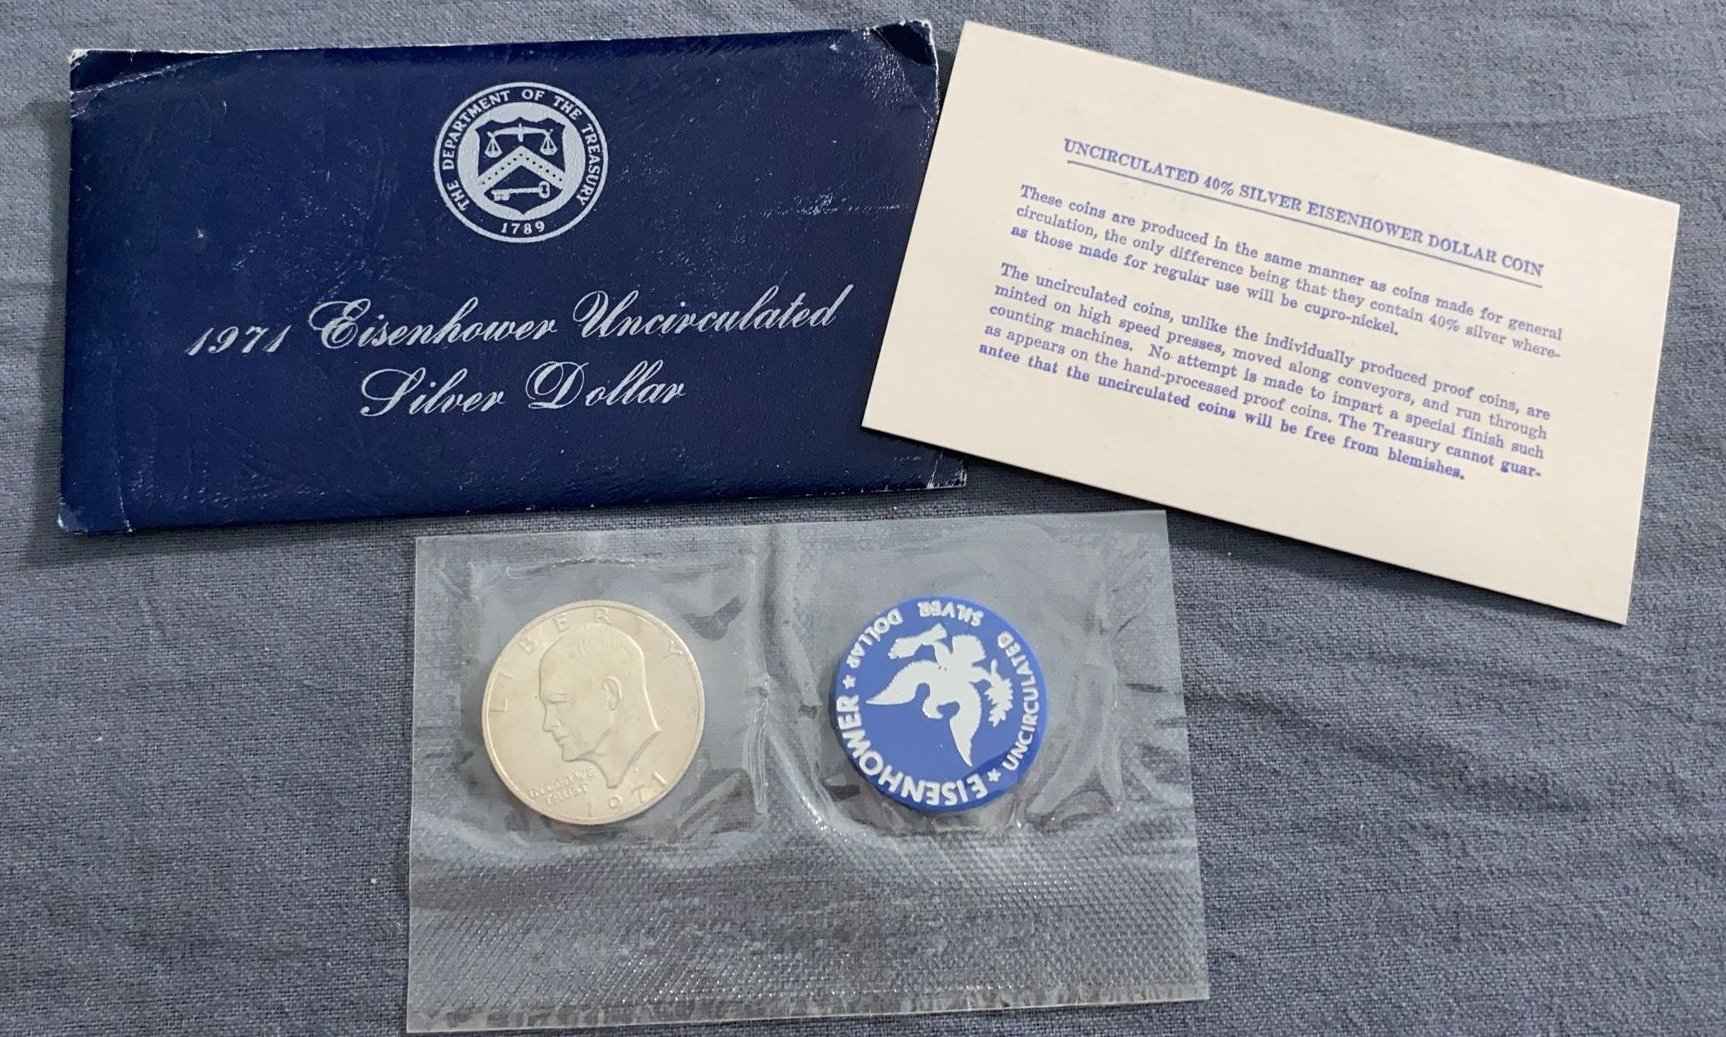 THE DEPARTMENT OF THE TREASURY
1789
1971 Eisenhower Uncirculated
Silver Dollar
UNCIRCULATED 40% SILVER EISENHOWER DOLLAR COIN
These coins are produced in the same manner as coins made for general
circulation, the only difference being that they contain 40% silver where-
as those made for regular use will be cupro-nickel.
The uncirculated coins, unlike the individually produced proof coins, are
minted on high speed presses, moved along conveyors, and run through
counting machines. No attempt is made to impart a special finish such
as appears on the hand-processed proof coins. The Treasury cannot guar-
antee that the uncirculated coins will be free from blemishes.
LIBERTY
IN GOD WE
TRUST
1971
EISENHOWER ★ DOLLAR
UNCIRCULATED SILVER